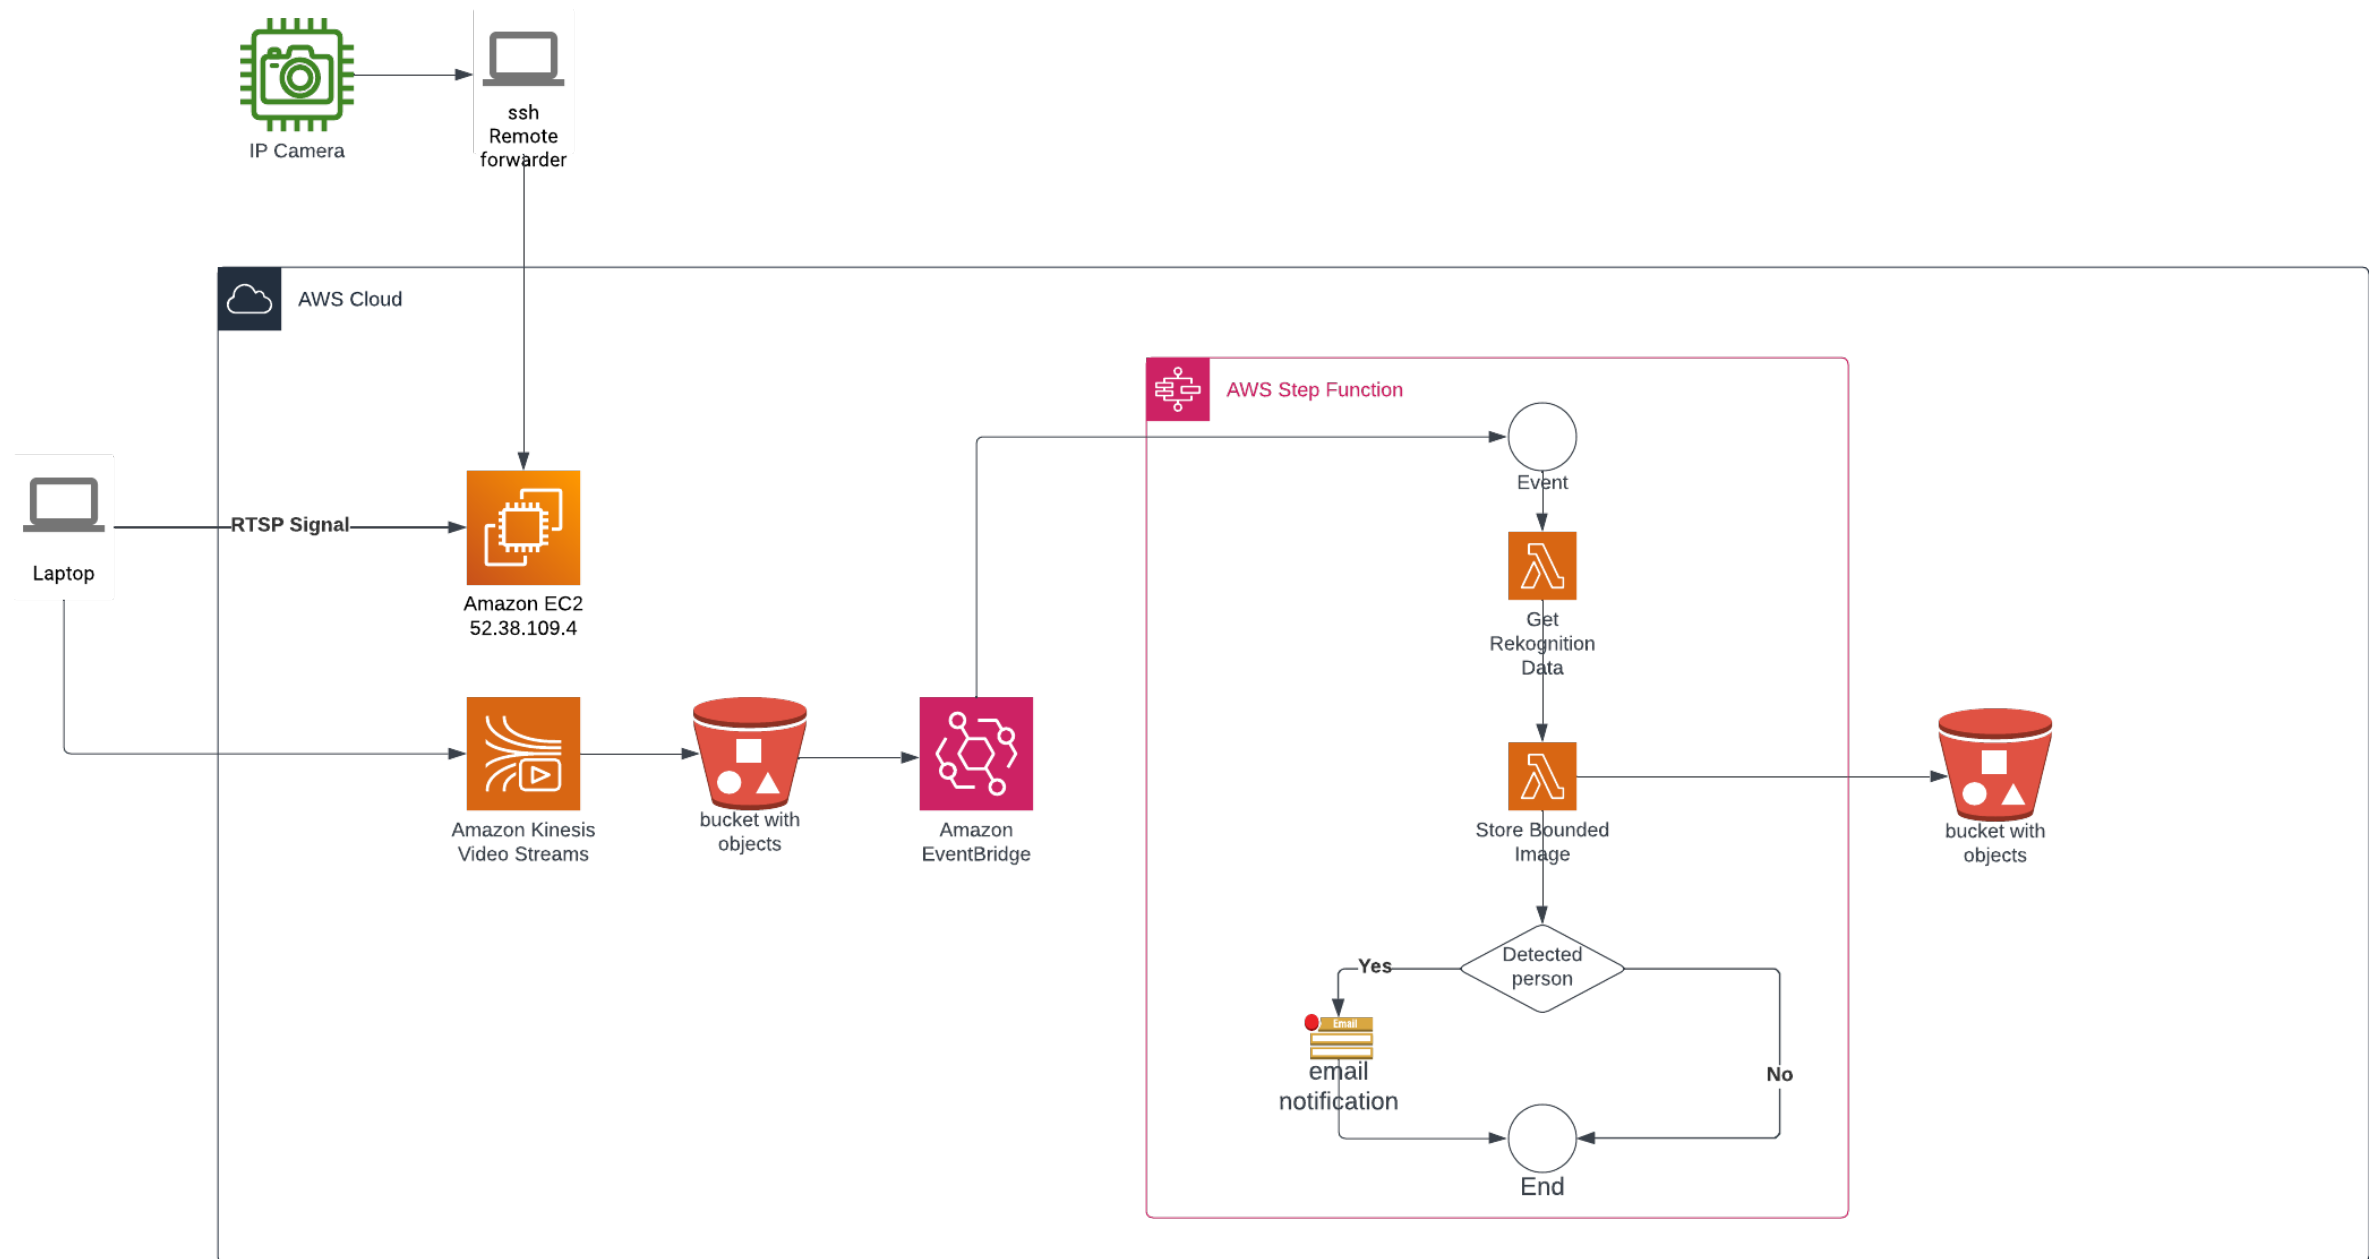 IP Camera
ssh
Remote
forwarder
AWS Cloud
AWS Step Function
Event
RTSP Signal
Laptop
Amazon EC2
52.38.109.4
Get
Rekognition
Data
Amazon Kinesis
Video Streams
bucket with
objects
Amazon
EventBridge
Store Bounded
Image
bucket with
objects
Detected
person
Yes
Email
email
notification
No
End